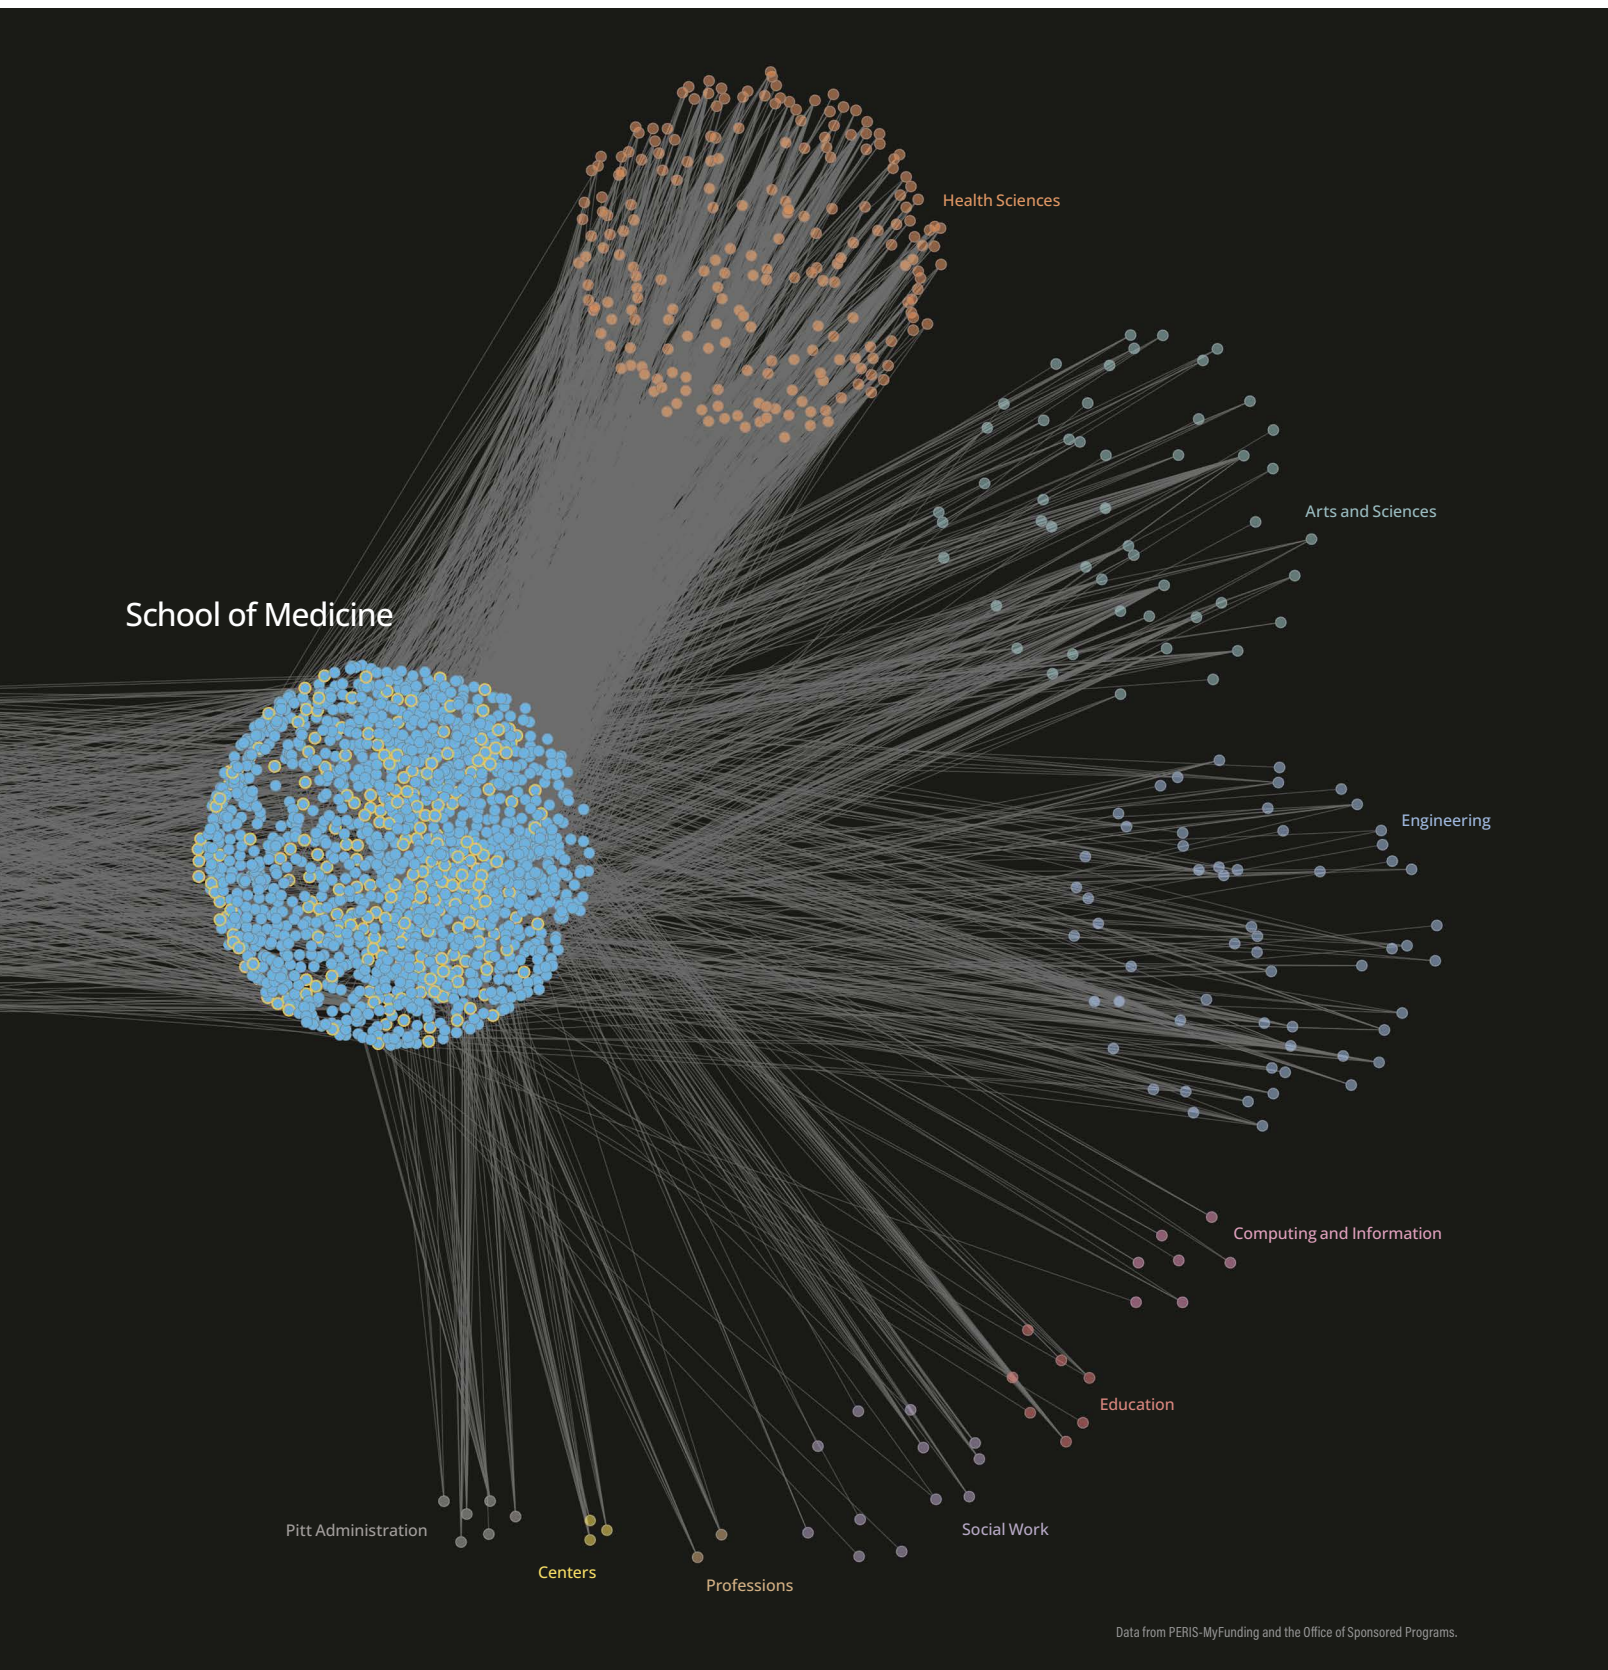 Health Sciences
Arts and Sciences
School of Medicine
Engineering
Computing and Information
Education
Social Work
Pitt Administration
Centers
Professions
Data from PERIS-MyFunding and the Office of Sponsored Programs.